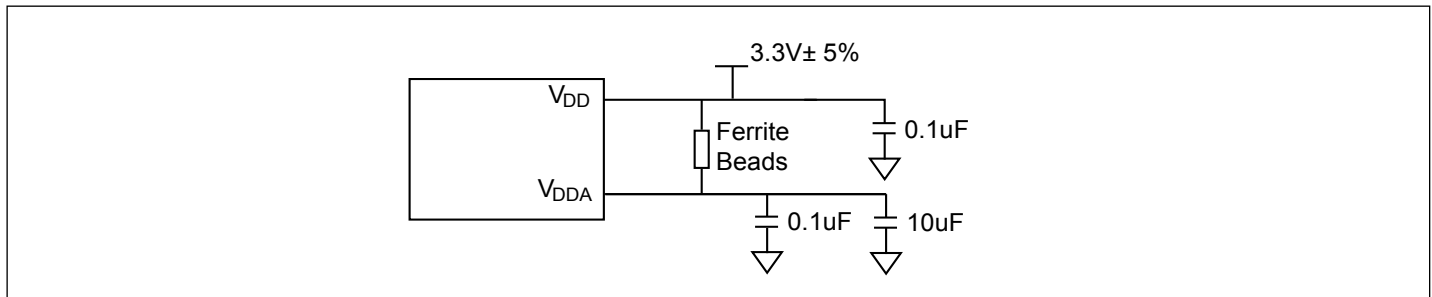 3.3V± 5%
VDD
Ferrite
Beads
0.1uF
VDDA
0.1uF
10uF